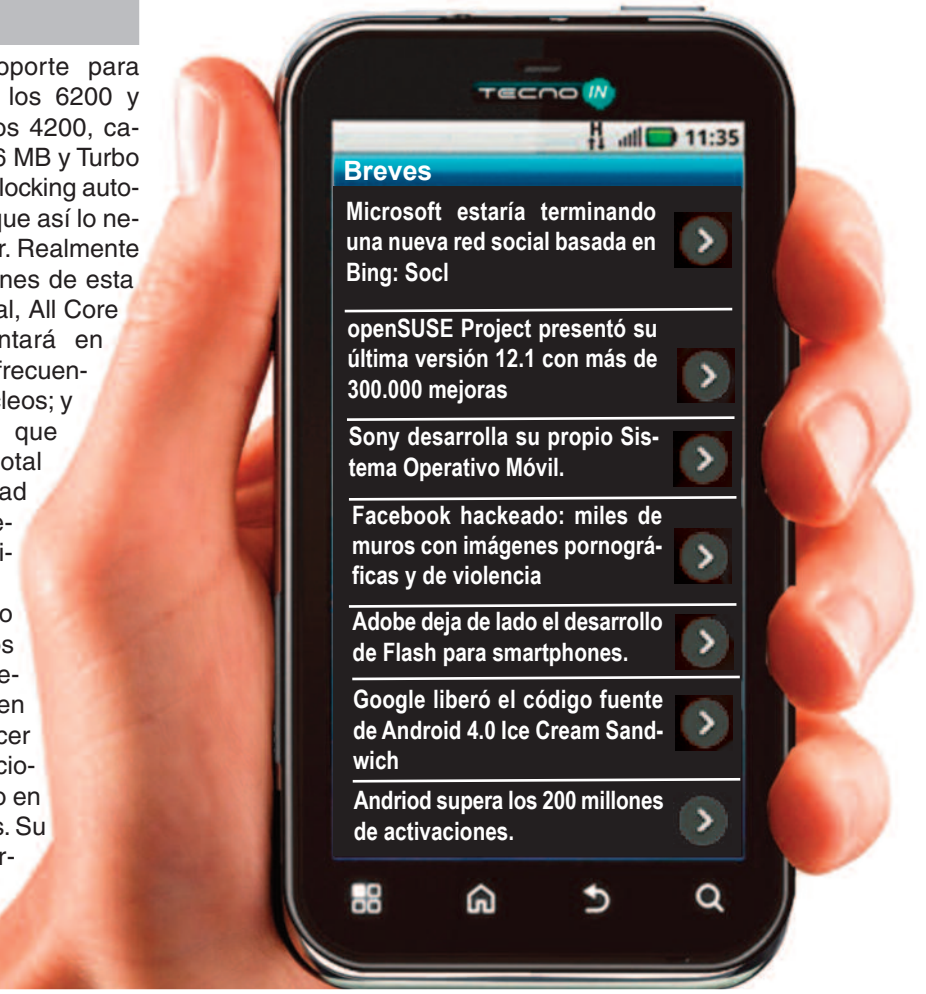 oporte para
los 6200 y
os 4200, ca-
6 MB y Turbo
locking auto-
que así lo ne-
r. Realmente
nes de esta
al, All Core
ntará en
frecuen-
cleos; y
que
otal
ad
e-
i-
o
os
e-
en
cer
cio-
o en
s. Su
r-
TECNO IN
H 11:35
Breves
Microsoft estaría terminando
una nueva red social basada en
Bing: Socl
openSUSE Project presentó su
última versión 12.1 con más de
300.000 mejoras
Sony desarrolla su propio Sis-
tema Operativo Móvil.
Facebook hackeado: miles de
muros con imágenes pornográ-
ficas y de violencia
Adobe deja de lado el desarrollo
de Flash para smartphones.
Google liberó el código fuente
de Android 4.0 Ice Cream Sand-
wich
Andriod supera los 200 millones
de activaciones.